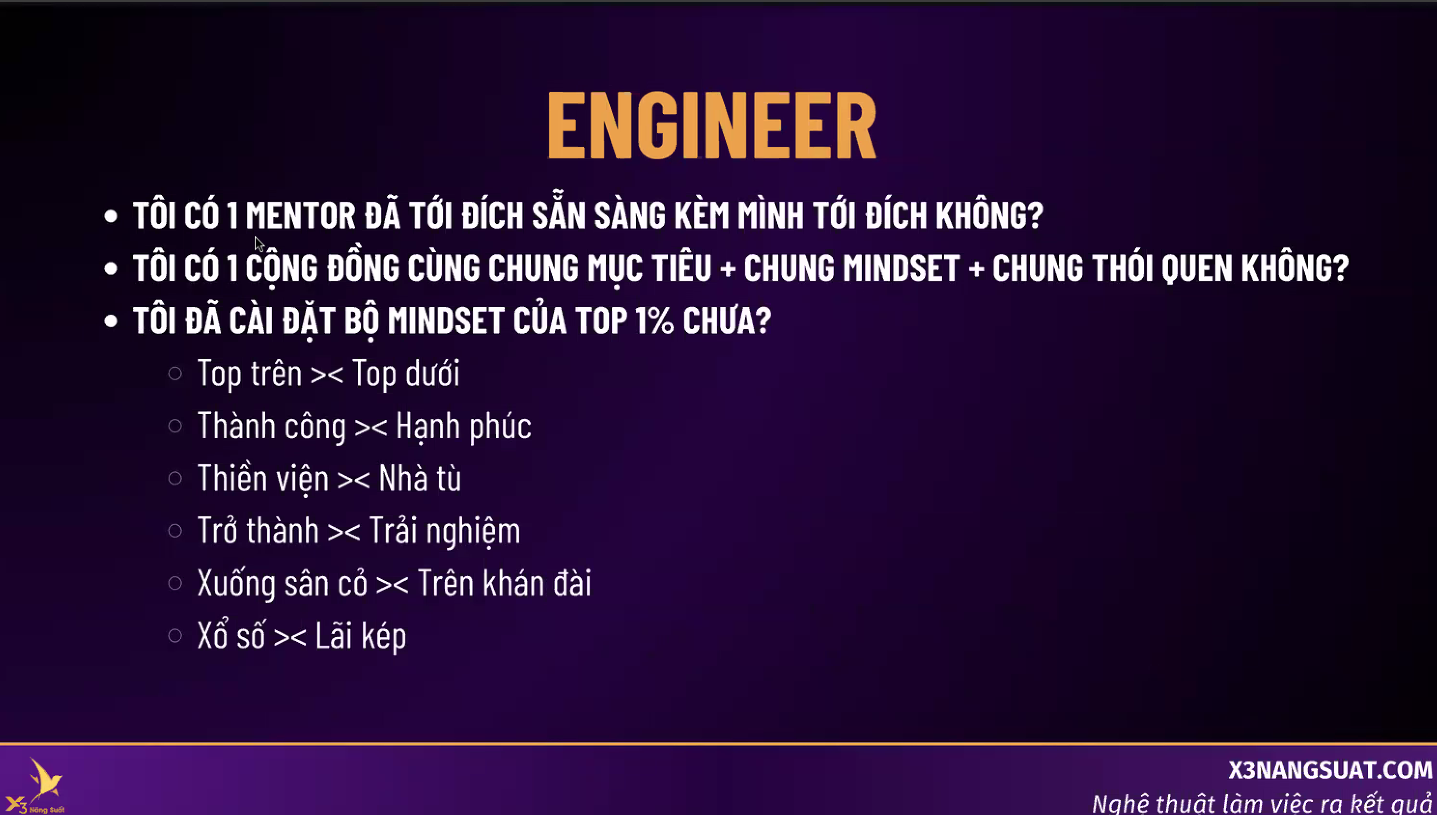 ENGINEER
• TÔI CÓ 1 MENTOR ĐÃ TỚI ĐÍCH SẴN SÀNG KÈM MÌNH TỚI ĐÍCH KHÔNG?
• TÔI CÓ 1 CỘNG ĐỒNG CÙNG CHUNG MỤC TIÊU + CHUNG MINDSET + CHUNG THÓI QUEN KHÔNG?
• TÔI ĐÃ CÀI ĐẶT BỘ MINDSET CỦA TOP 1% CHƯA?
○ Top trên >< Top dưới
○ Thành công >< Hạnh phúc
○ Thiền viện >< Nhà tù
○ Trở thành >< Trải nghiệm
○ Xuống sân cỏ >< Trên khán đài
○ Xổ số >< Lãi kép
X3 Năng Suất
X3NANGSUAT.COM
Nghệ thuật làm việc ra kết quả